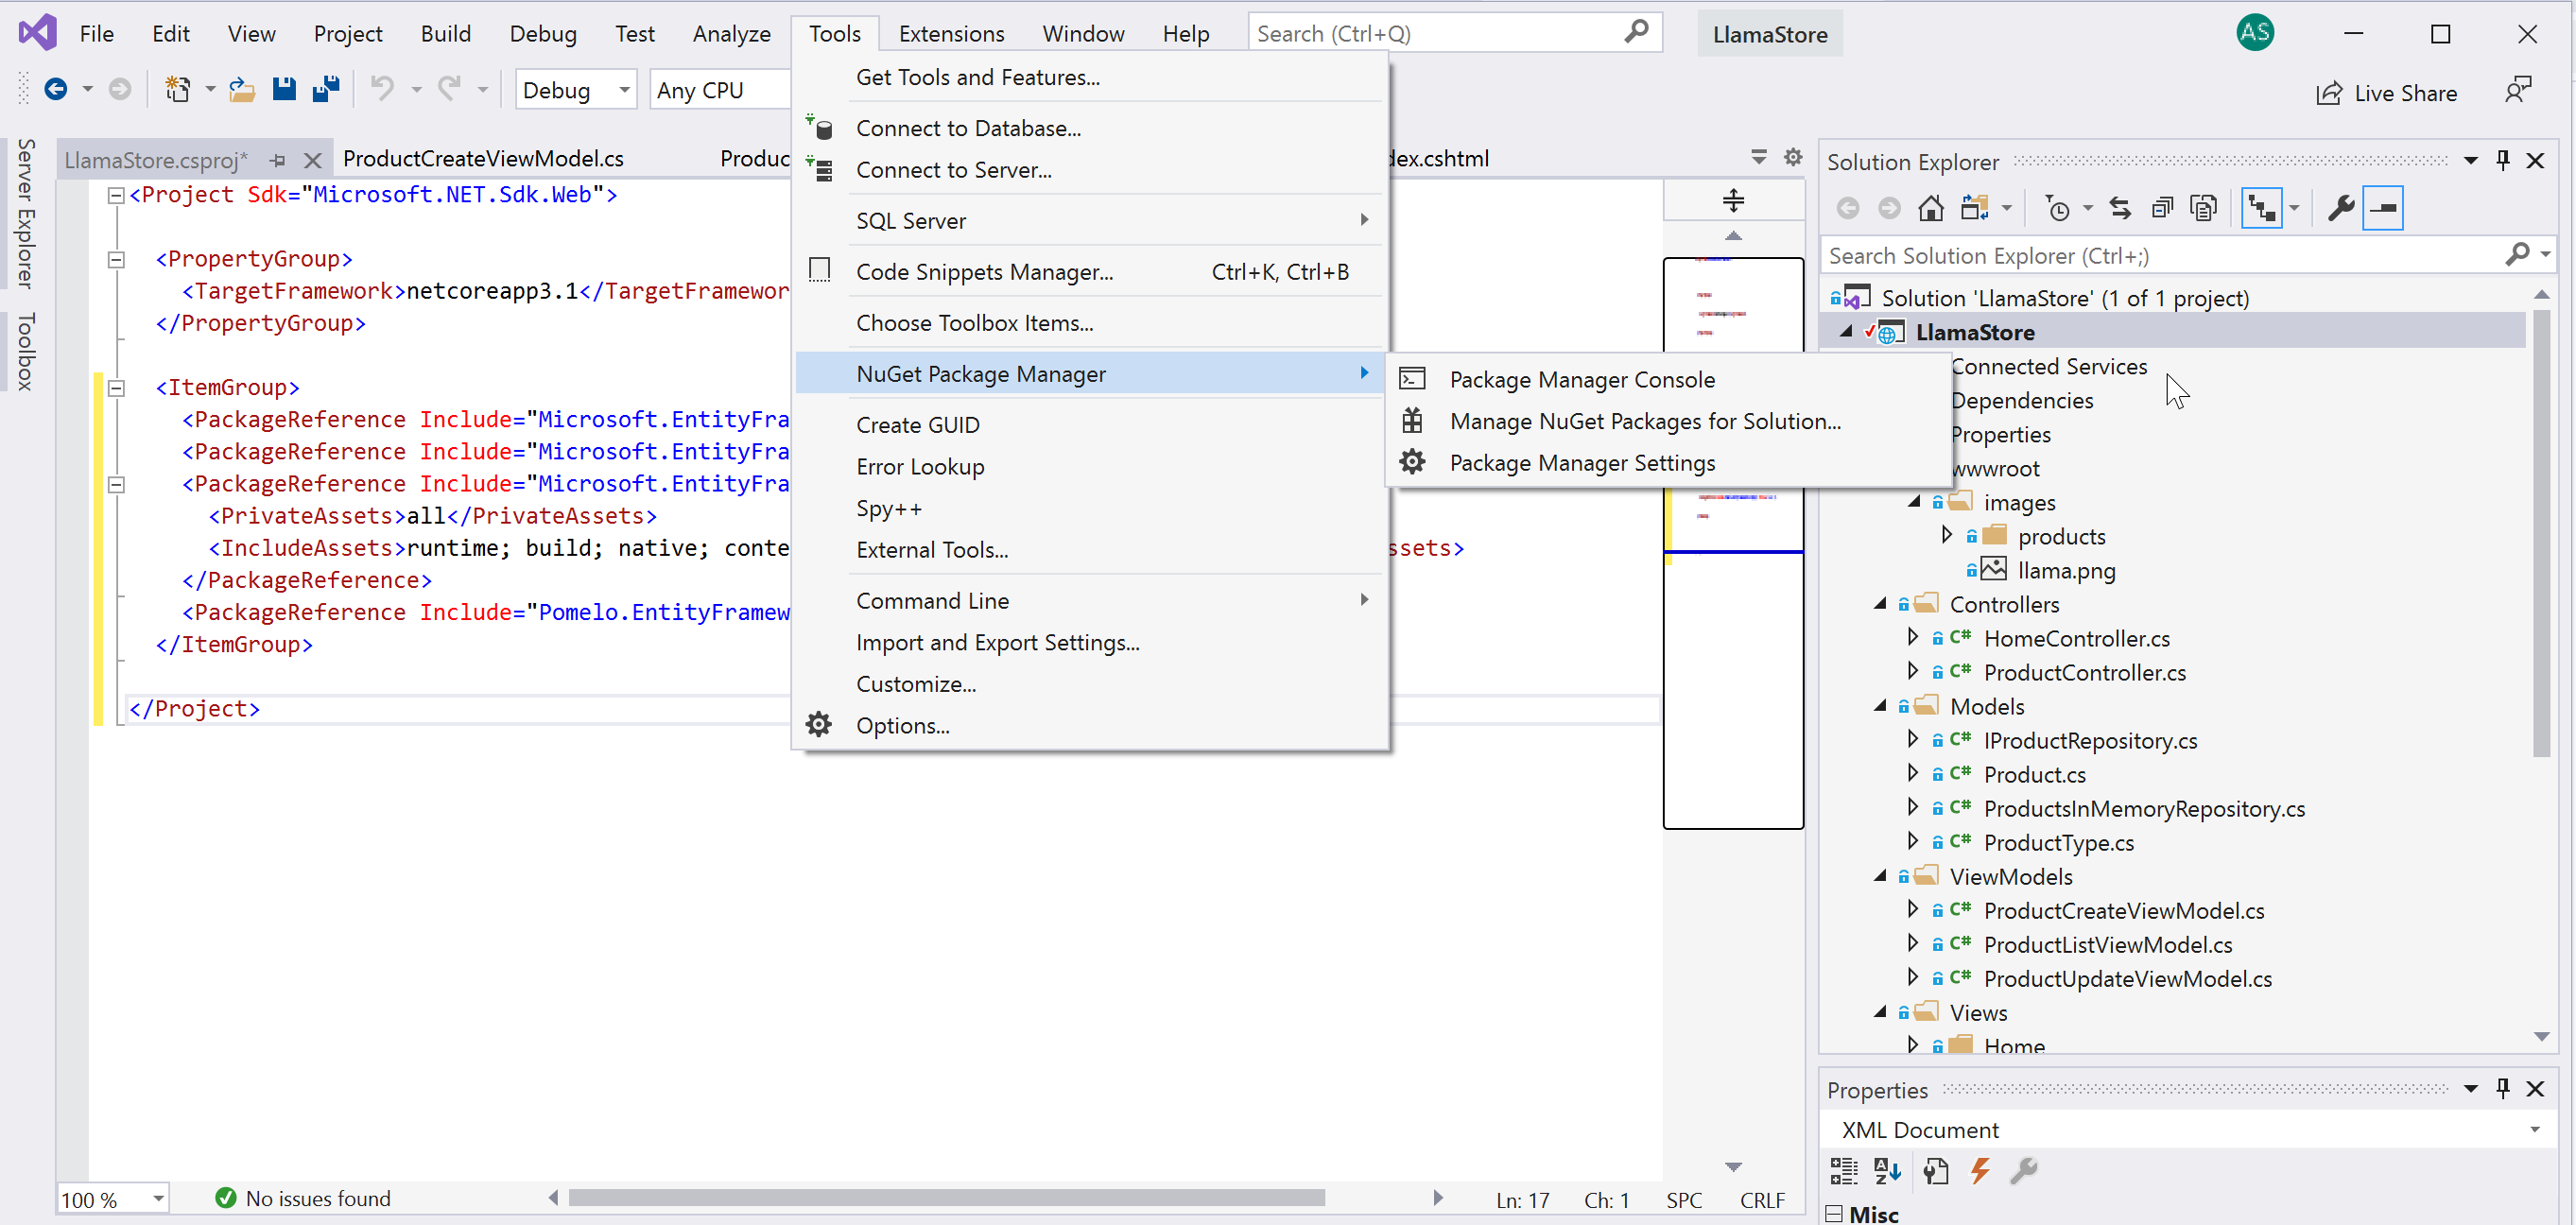 File Edit View Project Build Debug Test Analyze Tools Extensions Window Help Search (Ctrl+Q) LlamaStore AS
Debug Any CPU Live Share
Server Explorer
Toolbox
LlamaStore.csproj* ProductCreateViewModel.cs Produc dex.cshtml
<Project Sdk="Microsoft.NET.Sdk.Web">
<PropertyGroup>
<TargetFramework>netcoreapp3.1</TargetFramewor
</PropertyGroup>
<ItemGroup>
<PackageReference Include="Microsoft.EntityFra
<PackageReference Include="Microsoft.EntityFra
<PackageReference Include="Microsoft.EntityFra
<PrivateAssets>all</PrivateAssets>
<IncludeAssets>runtime; build; native; conte ssets>
</PackageReference>
<PackageReference Include="Pomelo.EntityFramew
</ItemGroup>
</Project>
Get Tools and Features...
Connect to Database...
Connect to Server...
SQL Server
Code Snippets Manager... Ctrl+K, Ctrl+B
Choose Toolbox Items...
NuGet Package Manager
Create GUID
Error Lookup
Spy++
External Tools...
Command Line
Import and Export Settings...
Customize...
Options...
Package Manager Console
Manage NuGet Packages for Solution...
Package Manager Settings
Solution Explorer
Search Solution Explorer (Ctrl+;)
Solution 'LlamaStore' (1 of 1 project)
LlamaStore
Connected Services
Dependencies
Properties
wwwroot
images
products
llama.png
Controllers
C# HomeController.cs
C# ProductController.cs
Models
C# IProductRepository.cs
C# Product.cs
C# ProductsInMemoryRepository.cs
C# ProductType.cs
ViewModels
C# ProductCreateViewModel.cs
C# ProductListViewModel.cs
C# ProductUpdateViewModel.cs
Views
Home
Properties
XML Document
Misc
100 % No issues found Ln: 17 Ch: 1 SPC CRLF